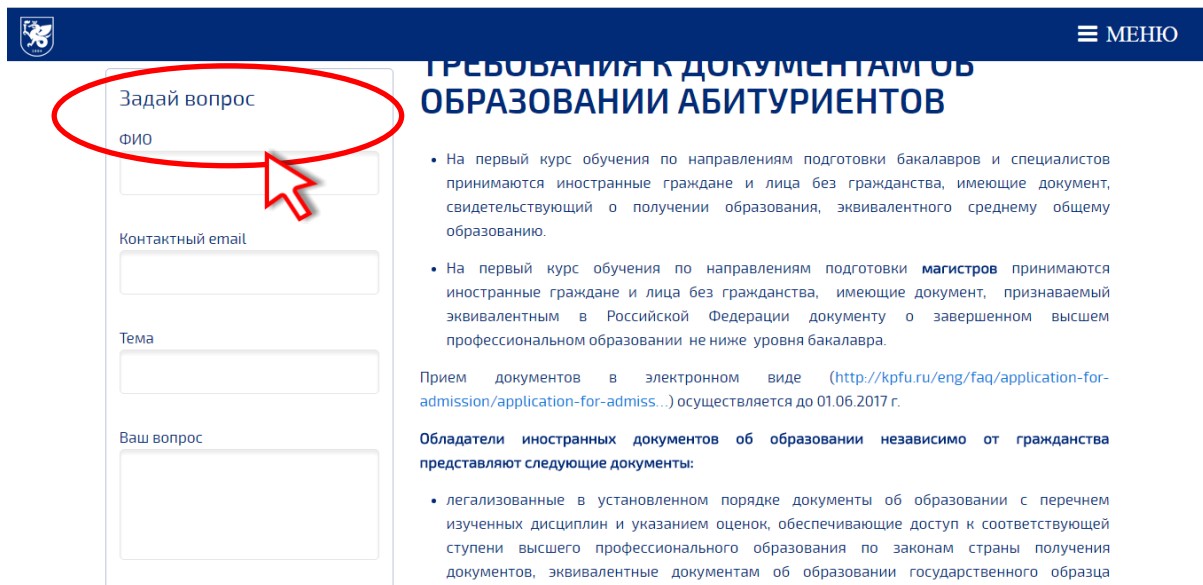 МЕНЮ
Задай вопрос
ФИО
Контактный email
Тема
Ваш вопрос
ТРЕБОВАНИЯ К ДОКУМЕНТАМ ОБ
ОБРАЗОВАНИИ АБИТУРИЕНТОВ
• На первый курс обучения по направлениям подготовки бакалавров и специалистов
принимаются иностранные граждане и лица без гражданства, имеющие документ,
свидетельствующий о получении образования, эквивалентного среднему общему
образованию.
• На первый курс обучения по направлениям подготовки магистров принимаются
иностранные граждане и лица без гражданства, имеющие документ, признаваемый
эквивалентным в Российской Федерации документу о завершенном высшем
профессиональном образовании не ниже уровня бакалавра.
Прием документов в электронном виде (http://kpfu.ru/eng/faq/application-for-
admission/application-for-admiss...) осуществляется до 01.06.2017 г.
Обладатели иностранных документов об образовании независимо от гражданства
представляют следующие документы:
• легализованные в установленном порядке документы об образовании с перечнем
изученных дисциплин и указанием оценок, обеспечивающие доступ к соответствующей
ступени высшего профессионального образования по законам страны получения
документов, эквивалентные документам об образовании государственного образца